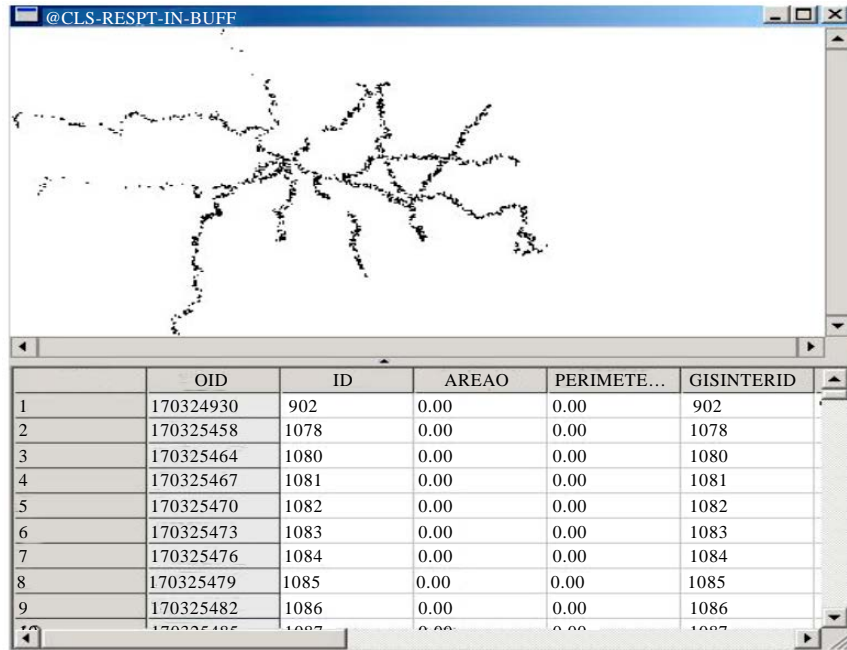 @CLS-RESPT-IN-BUFF
OID ID AREAO PERIMETE... GISINTERID
1 170324930 902 0.00 0.00 902
2 170325458 1078 0.00 0.00 1078
3 170325464 1080 0.00 0.00 1080
4 170325467 1081 0.00 0.00 1081
5 170325470 1082 0.00 0.00 1082
6 170325473 1083 0.00 0.00 1083
7 170325476 1084 0.00 0.00 1084
8 170325479 1085 0.00 0.00 1085
9 170325482 1086 0.00 0.00 1086